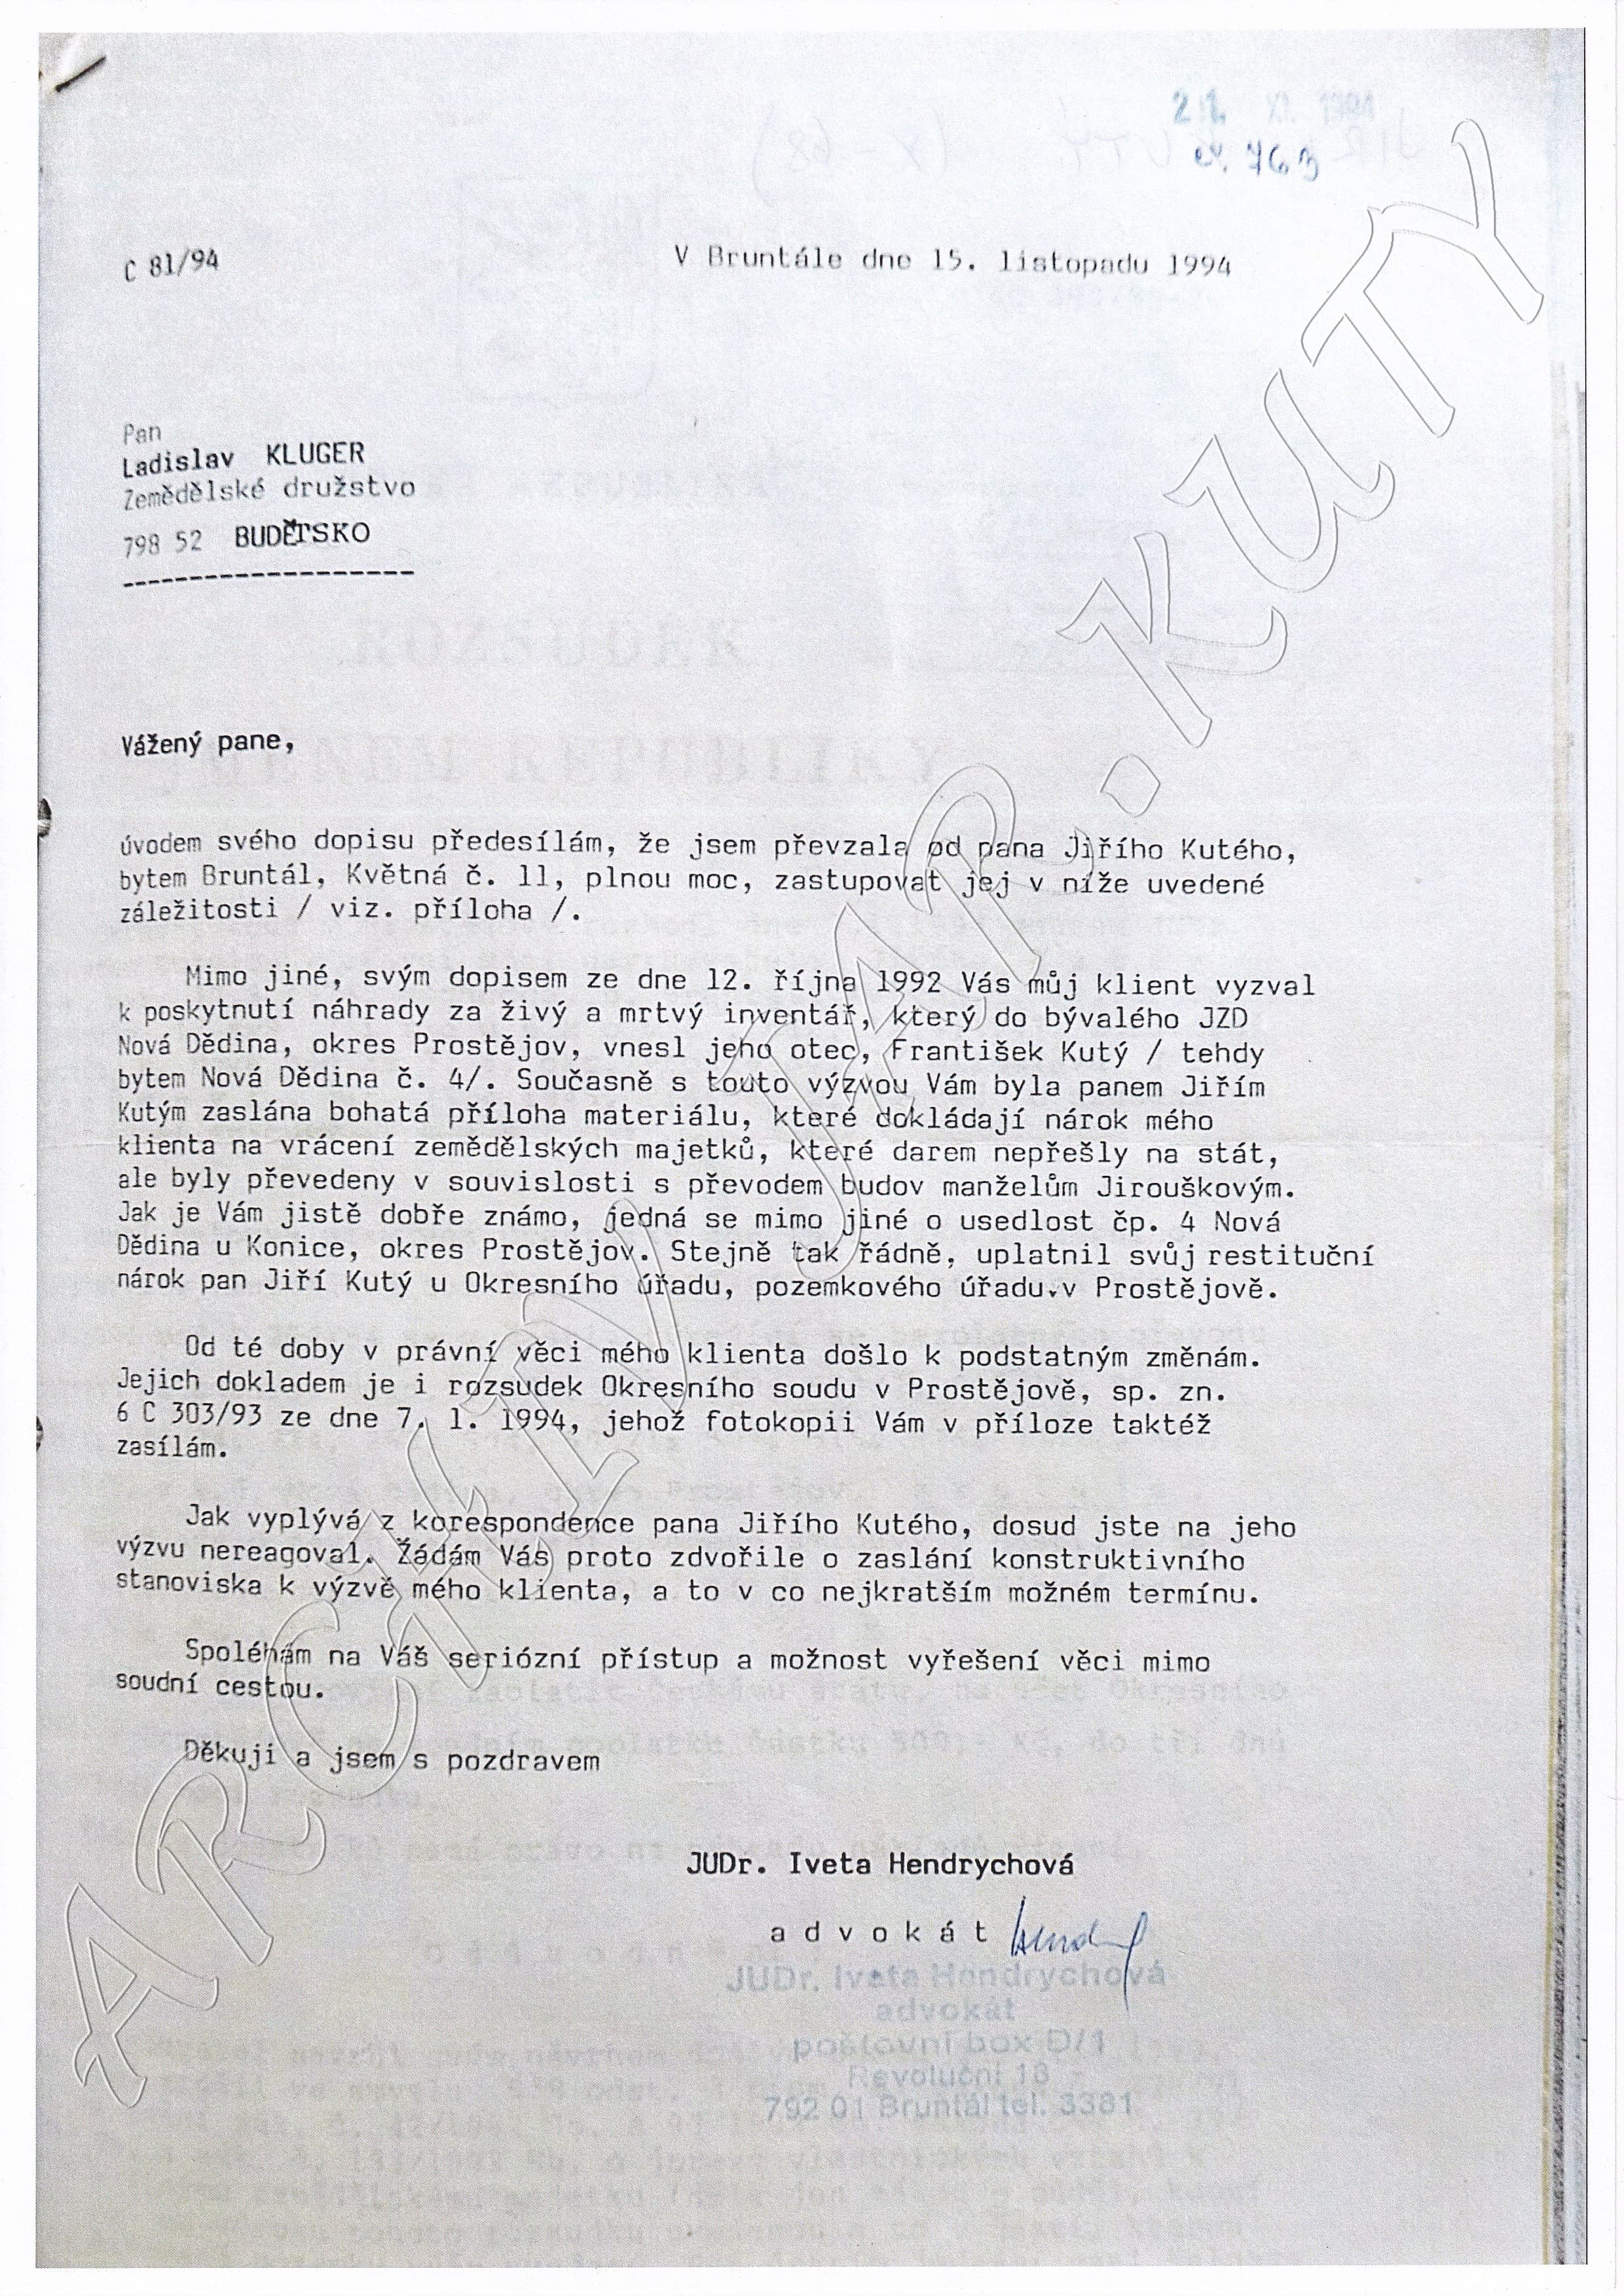 21. XI. 1994
čj. 763
C 81/94
V Bruntále dne 15. listopadu 1994
Pan
Ladislav KLUGER
Zemědělské družstvo
798 52 BUDĚTSKO
--------------------
Vážený pane,
úvodem svého dopisu předesílám, že jsem převzala od pana Jiřího Kutého,
bytem Bruntál, Květná č. 11, plnou moc, zastupovat jej v níže uvedené
záležitosti / viz. příloha /.
Mimo jiné, svým dopisem ze dne 12. října 1992 Vás můj klient vyzval
k poskytnutí náhrady za živý a mrtvý inventář, který do bývalého JZD
Nová Dědina, okres Prostějov, vnesl jeho otec, František Kutý / tehdy
bytem Nová Dědina č. 4/. Současně s touto výzvou Vám byla panem Jiřím
Kutým zaslána bohatá příloha materiálu, které dokládají nárok mého
klienta na vrácení zemědělských majetků, které darem nepřešly na stát,
ale byly převedeny v souvislosti s převodem budov manželům Jirouškovým.
Jak je Vám jistě dobře známo, jedná se mimo jiné o usedlost čp. 4 Nová
Dědina u Konice, okres Prostějov. Stejně tak řádně, uplatnil svůj restituční
nárok pan Jiří Kutý u Okresního úřadu, pozemkového úřadu.v Prostějově.
Od té doby v právní věci mého klienta došlo k podstatným změnám.
Jejich dokladem je i rozsudek Okresního soudu v Prostějově, sp. zn.
6 C 303/93 ze dne 7. 1. 1994, jehož fotokopii Vám v příloze taktéž
zasílám.
Jak vyplývá z korespondence pana Jiřího Kutého, dosud jste na jeho
výzvu nereagoval. Žádám Vás proto zdvořile o zaslání konstruktivního
stanoviska k výzvě mého klienta, a to v co nejkratším možném termínu.
Spoléhám na Váš seriózní přístup a možnost vyřešení věci mimo
soudní cestou.
Děkuji a jsem s pozdravem
JUDr. Iveta Hendrychová
a d v o k á t
JUDr. Iveta Hendrychová
advokát
poštovní box D/1
Revoluční 18
792 01 Bruntál tel. 3381
ARCHIV JAR. KUTÝ